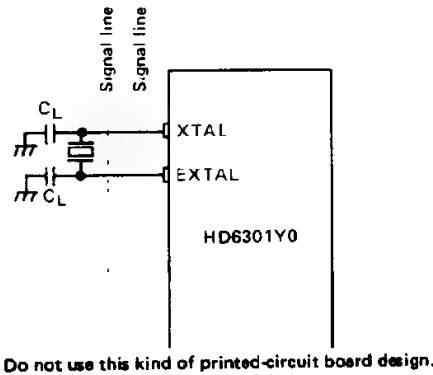 Signal line
Signal line
CL
XTAL
CL
EXTAL
HD6301Y0
Do not use this kind of printed-circuit board design.